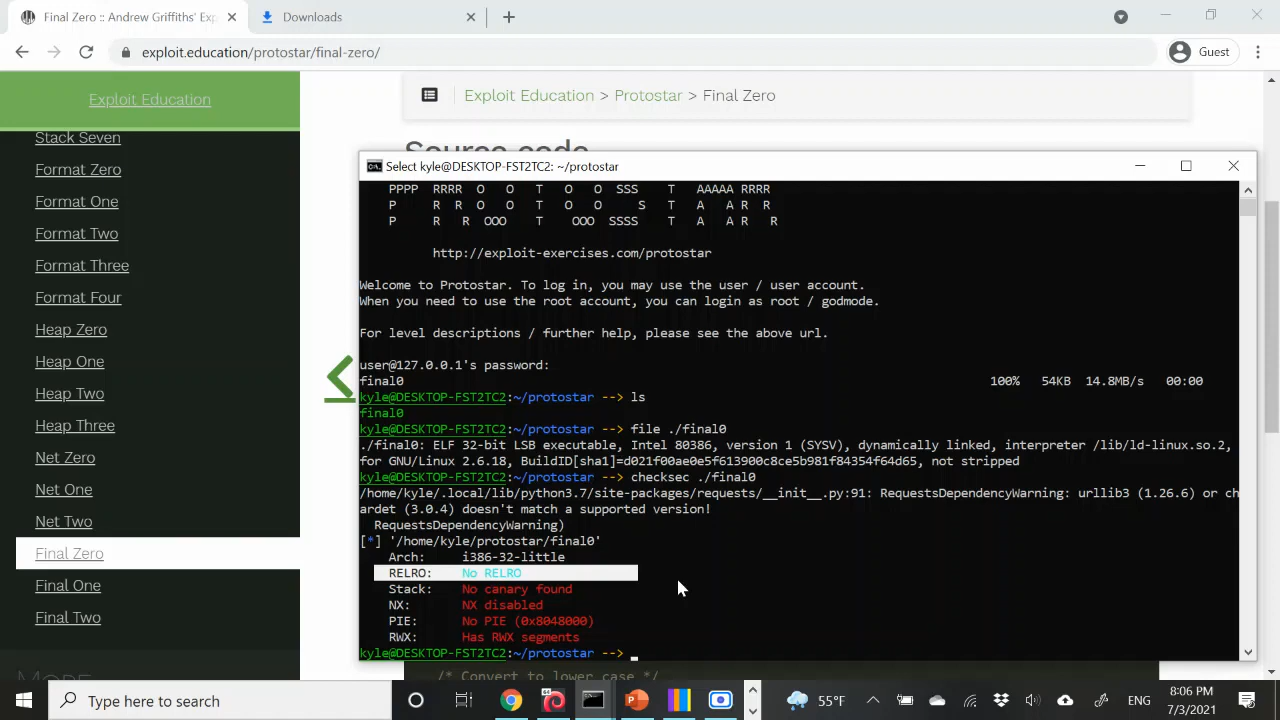 Final Zero :: Andrew Griffiths' Exp
Downloads
exploit.education/protostar/final-zero/
Guest
Exploit Education
Exploit Education > Protostar > Final Zero
Stack Seven
Format Zero
Format One
Format Two
Format Three
Format Four
Heap Zero
Heap One
Heap Two
Heap Three
Net Zero
Net One
Net Two
Final Zero
Final One
Final Two
MORE
Source code
Select kyle@DESKTOP-FST2TC2: ~/protostar
PPPP RRRR O O T O O SSS T AAAAA RRRR
P R R O O T O O S T A A R R
P R R OOO T OOO SSSS T A A R R
http://exploit-exercises.com/protostar
Welcome to Protostar. To log in, you may use the user / user account.
When you need to use the root account, you can login as root / godmode.
For level descriptions / further help, please see the above url.
user@127.0.0.1's password:
final0 100% 54KB 14.8MB/s 00:00
kyle@DESKTOP-FST2TC2:~/protostar --> ls
final0
kyle@DESKTOP-FST2TC2:~/protostar --> file ./final0
./final0: ELF 32-bit LSB executable, Intel 80386, version 1 (SYSV), dynamically linked, interpreter /lib/ld-linux.so.2,
for GNU/Linux 2.6.18, BuildID[sha1]=d021f00ae0e5f613900c8ca5b981f84354f64d65, not stripped
kyle@DESKTOP-FST2TC2:~/protostar --> checksec ./final0
/home/kyle/.local/lib/python3.7/site-packages/requests/__init__.py:91: RequestsDependencyWarning: urllib3 (1.26.6) or ch
ardet (3.0.4) doesn't match a supported version!
RequestsDependencyWarning)
[*] '/home/kyle/protostar/final0'
Arch: i386-32-little
RELRO: No RELRO
Stack: No canary found
NX: NX disabled
PIE: No PIE (0x8048000)
RWX: Has RWX segments
kyle@DESKTOP-FST2TC2:~/protostar -->
/* Convert to lower case */
Type here to search
55°F
ENG
8:06 PM
7/3/2021